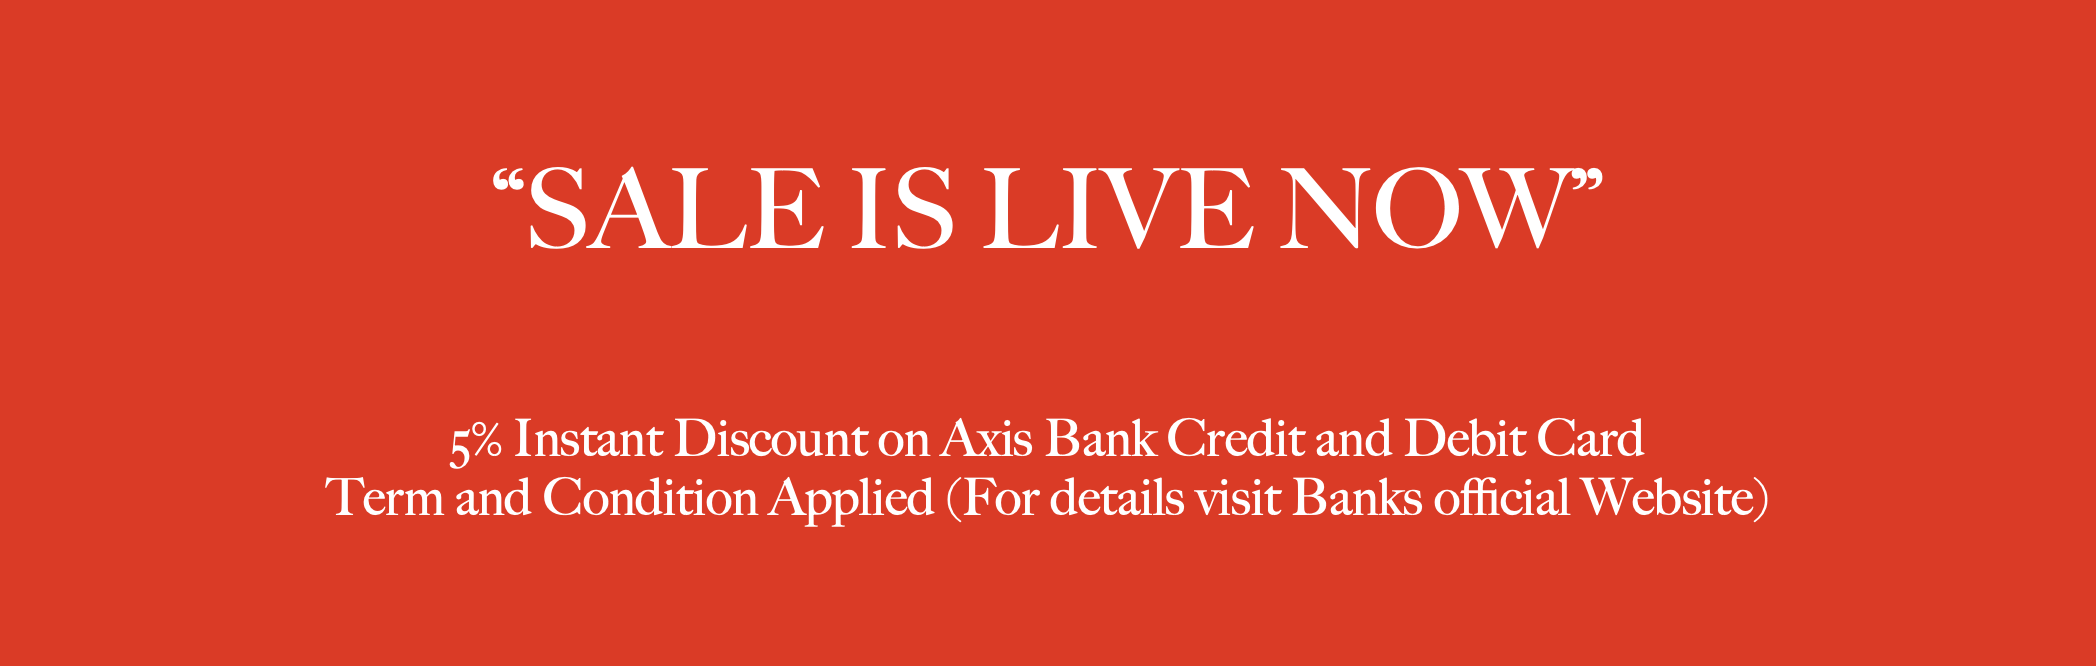 “SALE IS LIVE NOW”
5% Instant Discount on Axis Bank Credit and Debit Card
Term and Condition Applied (For details visit Banks official Website)